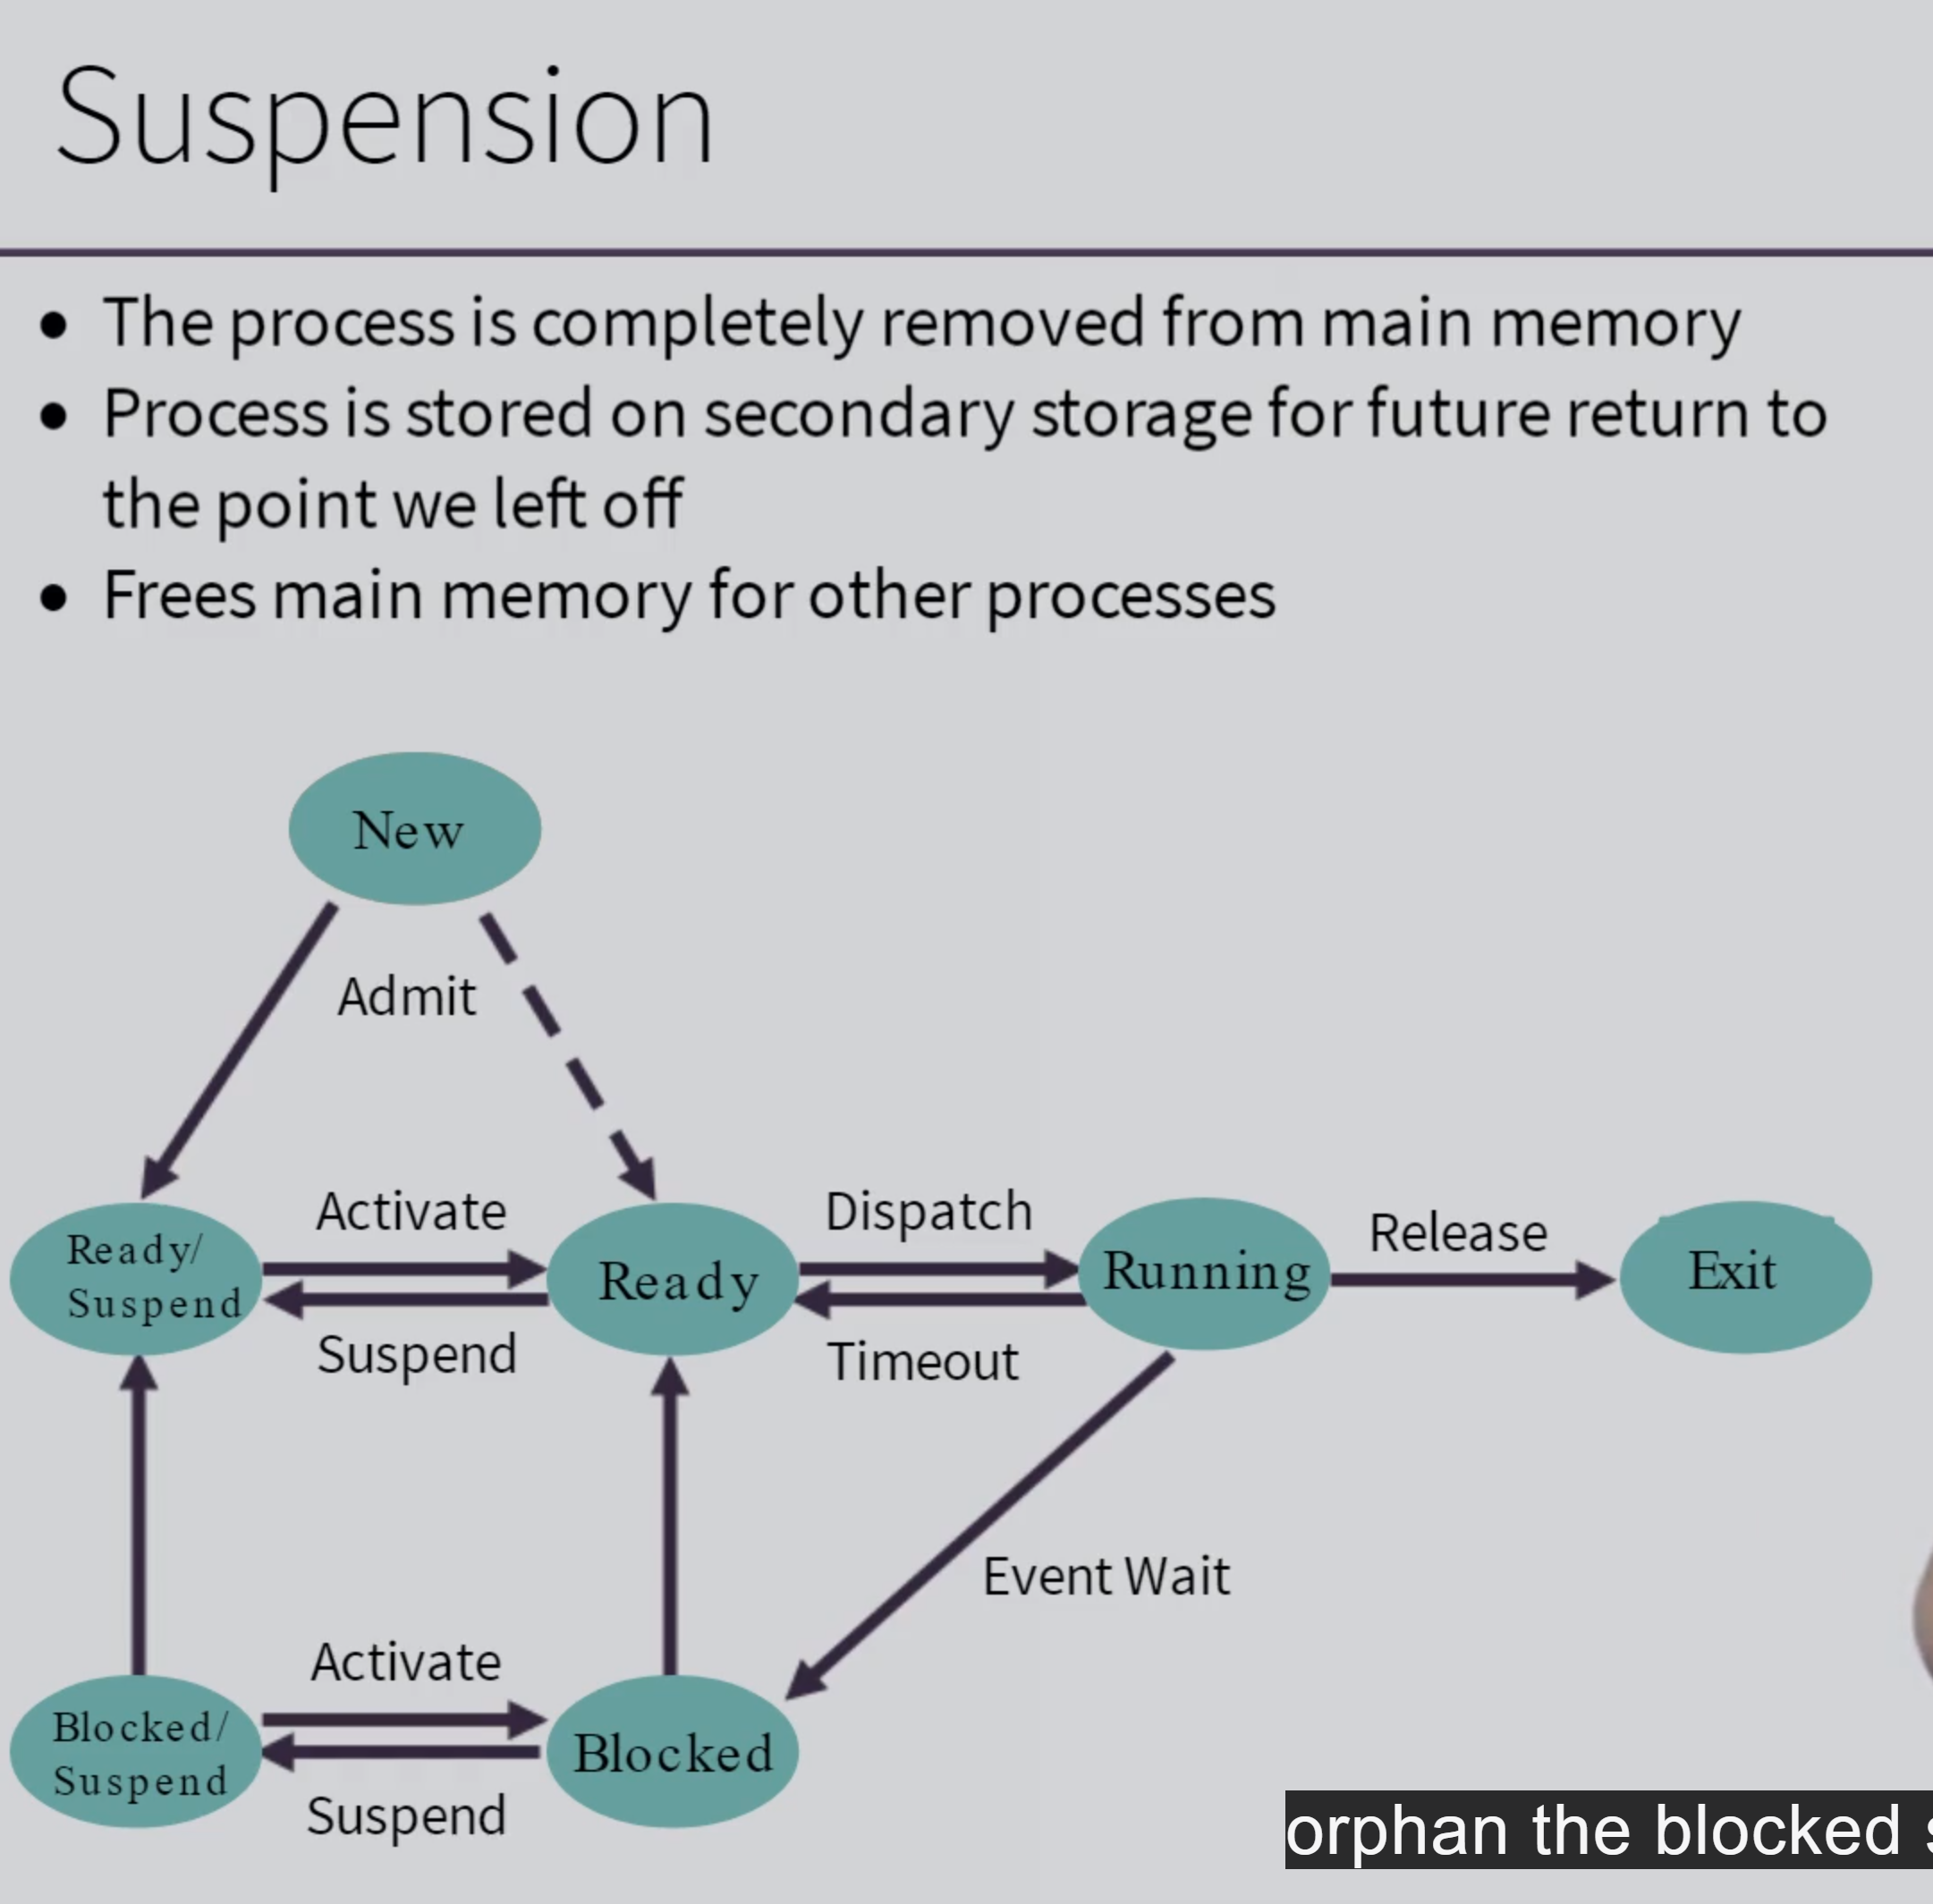 Suspension
● The process is completely removed from main memory
● Process is stored on secondary storage for future return to
the point we left off
● Frees main memory for other processes
New
Admit
Activate
Dispatch
Release
Ready/
Suspend
Ready
Running
Exit
Suspend
Timeout
Event Wait
Activate
Blocked/
Suspend
Blocked
Suspend
orphan the blocked